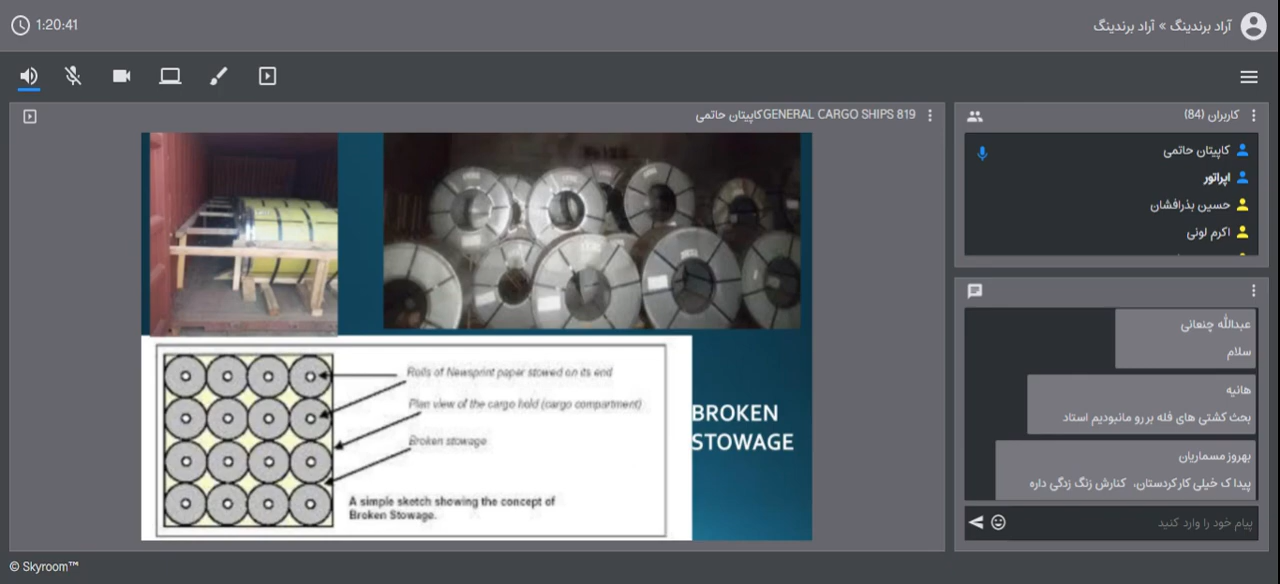 1:20:41
آراد برندینگ » آراد برندینگ
GENERAL CARGO SHIPS 819کاپیتان حاتمی
Rolls of Newsprint paper stowed on its end
Plan view of the cargo hold (cargo compartment)
Broken stowage
A simple sketch showing the concept of
Broken Stowage.
BROKEN
STOWAGE
کاربران (84)
کاپیتان حاتمی
اپراتور
حسین بذرافشان
اکرم لونی
عبدالله چنعانی
سلام
هانیه
بحث کشتی های فله بر رو مانبودیم استاد
بهروز مسماریان
پیدا ک خیلی کار کردستان، کنارش زنگ زدگی داره
پیام خود را وارد کنید
© Skyroom™